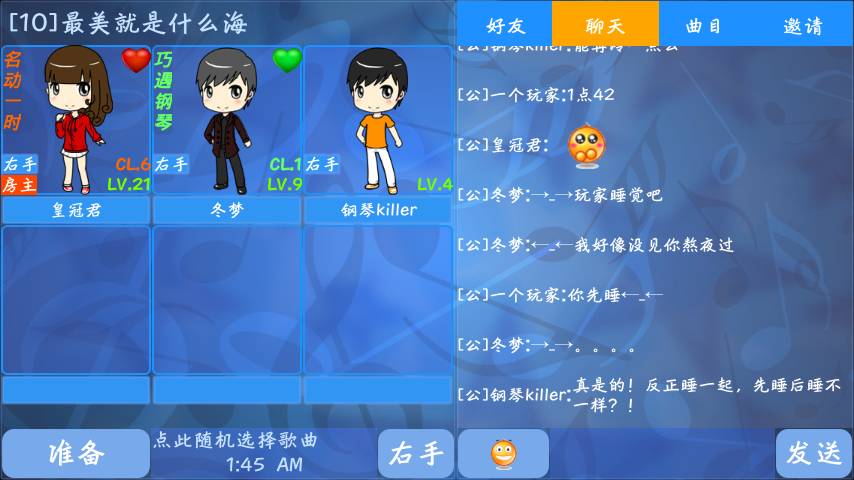 [10]最美就是什么海
好友
聊天
曲目
邀请
名动一时
右手
房主
CL.6
LV.21
皇冠君
巧遇钢琴
右手
CL.1
LV.9
冬梦
右手
LV.4
钢琴killer
[公]一个玩家:1点42
[公]皇冠君:
[公]冬梦:→_→玩家睡觉吧
[公]冬梦:←_←我好像没见你熬夜过
[公]一个玩家:你先睡←_←
[公]冬梦:→_→。。。。
[公]钢琴killer:真是的！反正睡一起，先睡后睡不
一样？！
准备
点此随机选择歌曲
1:45 AM
右手
发送